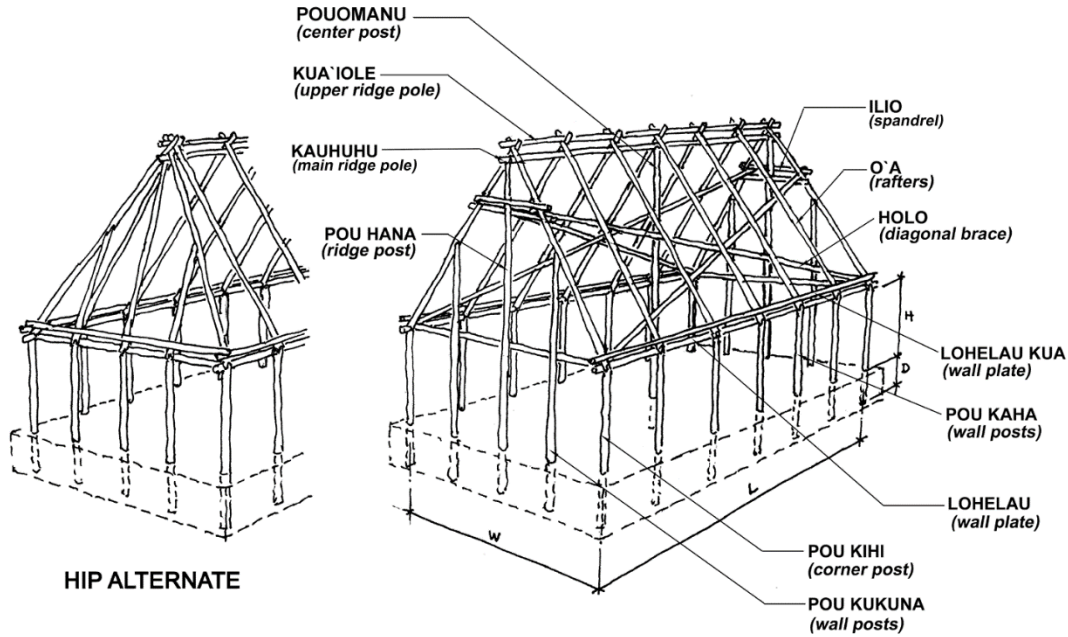 POUOMANU
(center post)
KUA`IOLE
(upper ridge pole)
KAUHUHU
(main ridge pole)
POU HANA
(ridge post)
ILIO
(spandrel)
O`A
(rafters)
HOLO
(diagonal brace)
H
D
LOHELAU KUA
(wall plate)
POU KAHA
(wall posts)
LOHELAU
(wall plate)
L
W
POU KIHI
(corner post)
POU KUKUNA
(wall posts)
HIP ALTERNATE